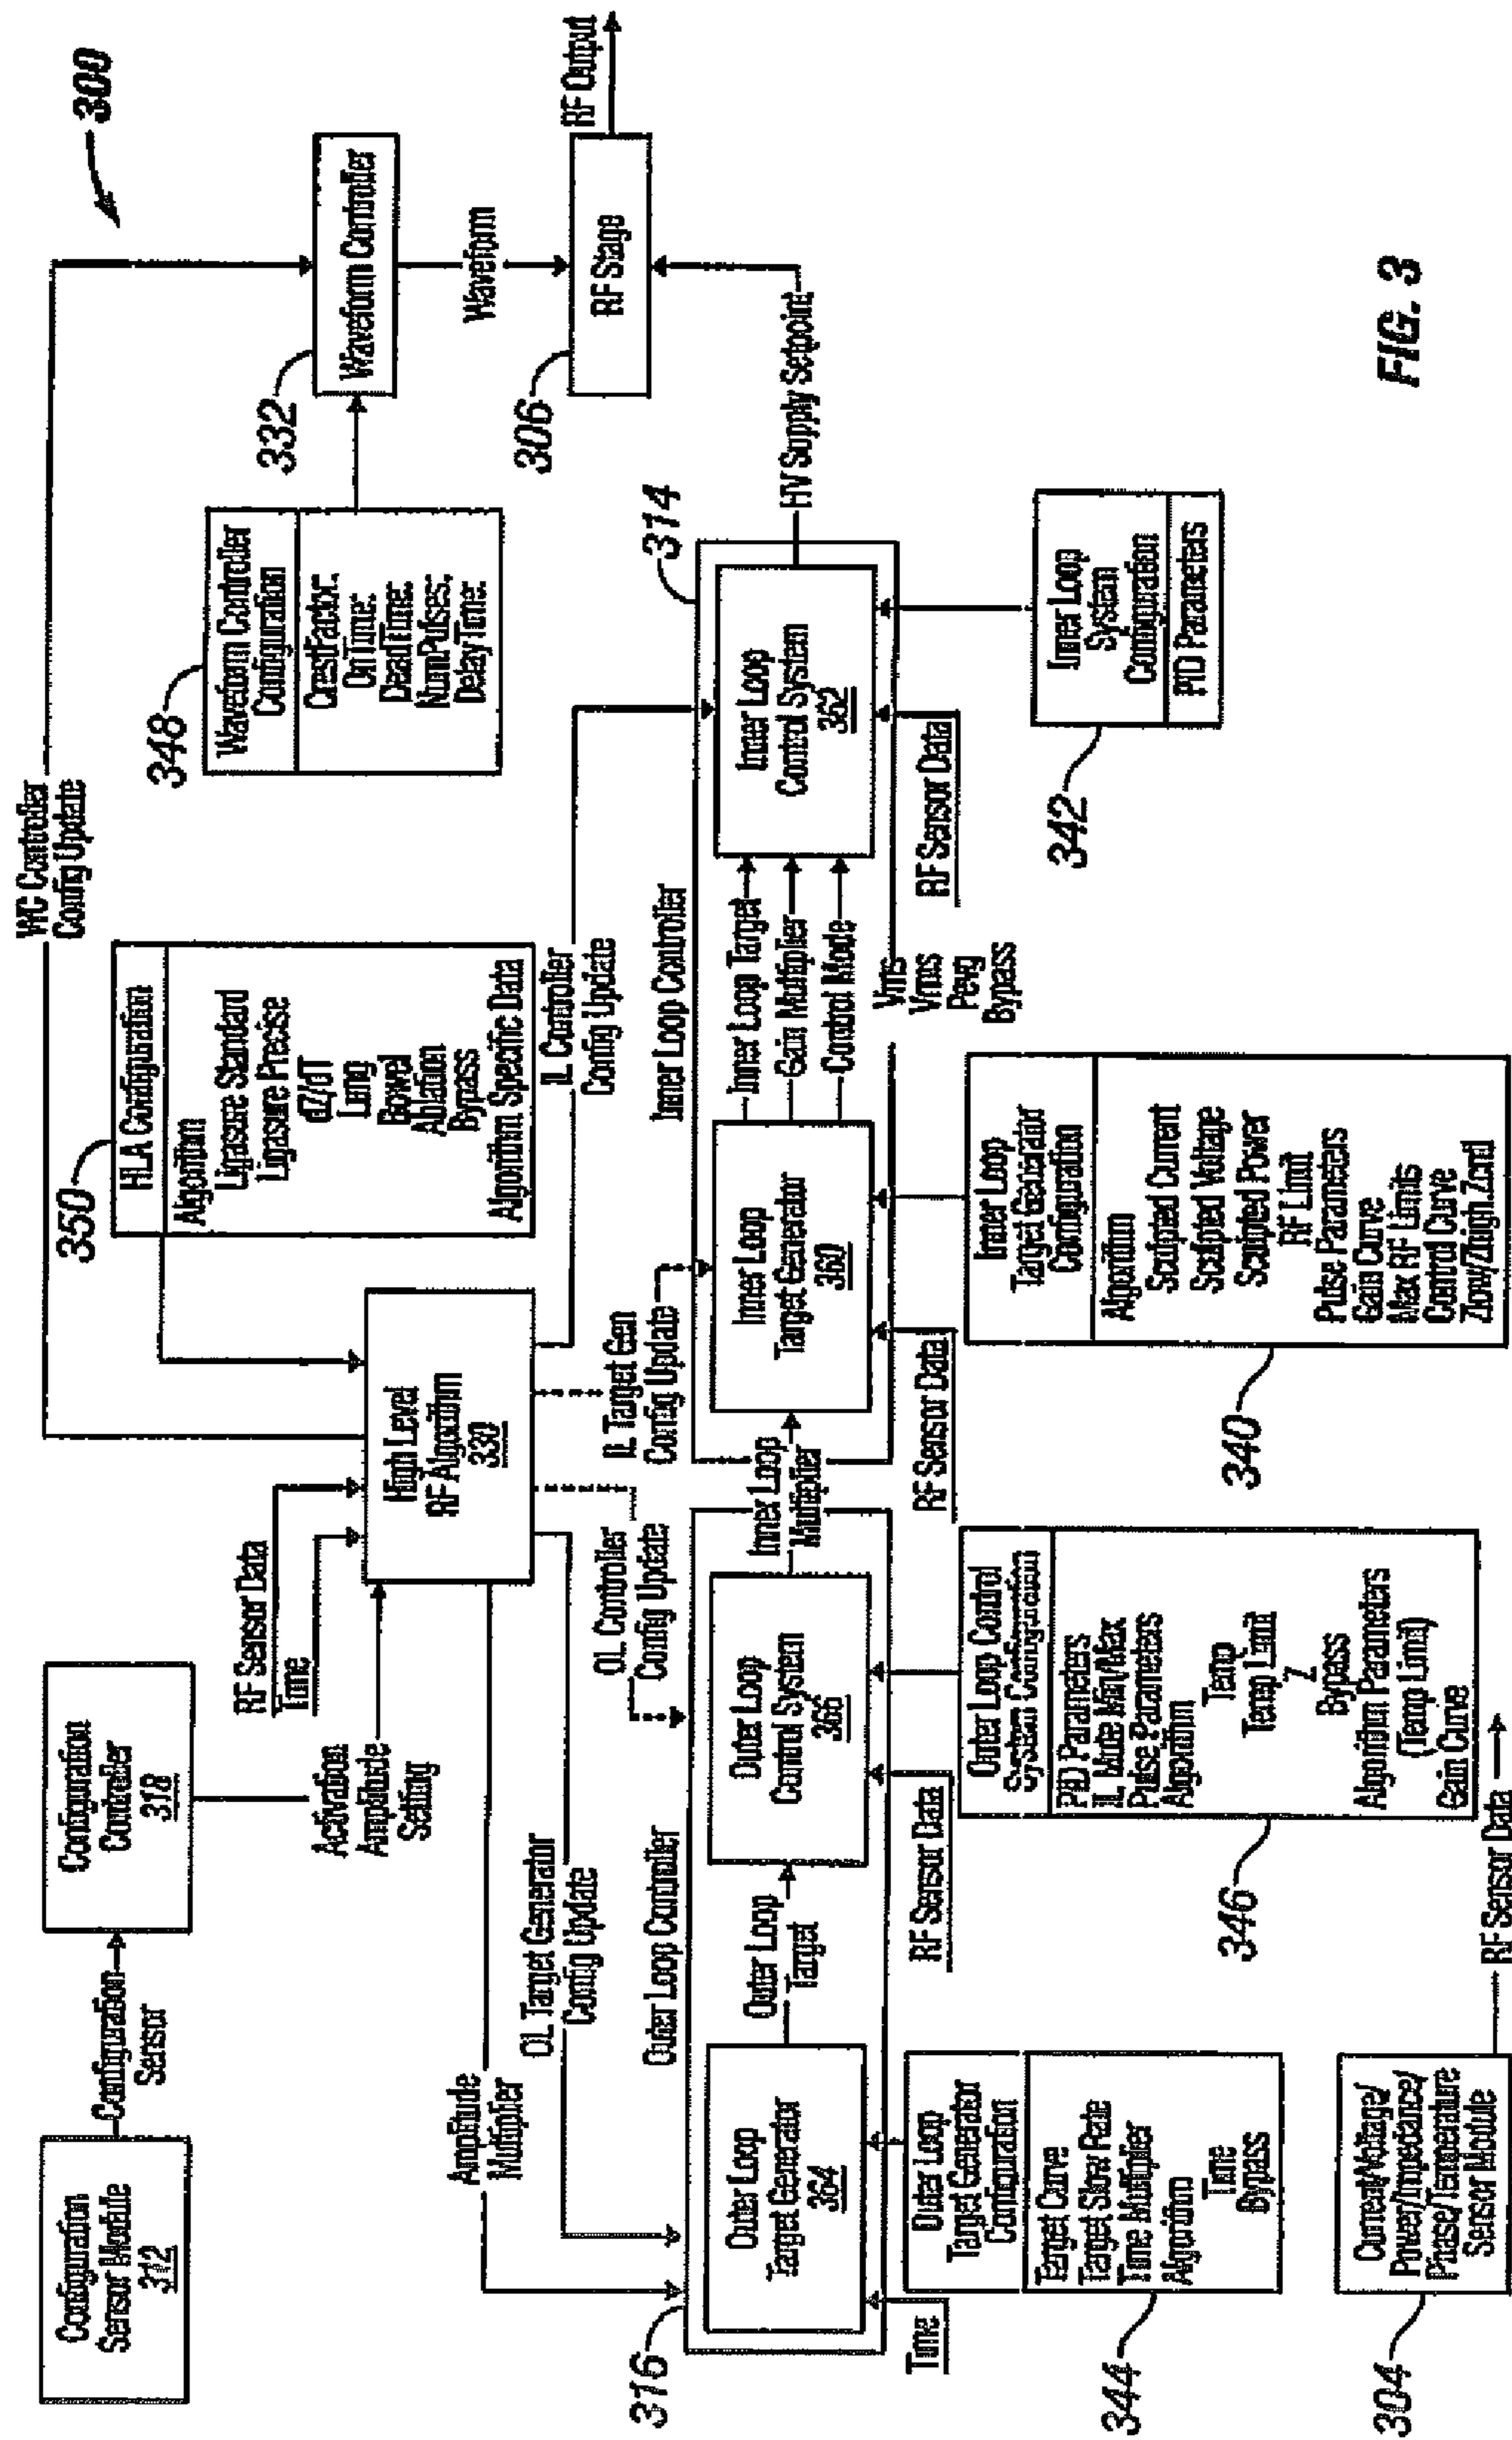 300
WC Controller
Config Update
350
HLA Configuration
Algorithm
Ligasure Standard
Ligasure Precise
dZ/dT
Lung
Bowel
Ablation
Bypass
Algorithm Specific Data
348
Waveform Controller
Configuration
CrestFactor:
OnTime:
DeadTime:
NumPulses:
DelayTime:
332
Waveform Controller
Waveform
306
RF Stage
RF Output
HV Supply Setpoint
Configuration
Sensor Module
312
Configuration
Sensor
Configuration
Controller
318
Activation
Amplitude
Setting
RF Sensor Data
Time
High Level
RF Algorithm
330
Amplitude
Multiplier
OL Target Generator
Config Update
OL Controller
Config Update
IL Target Gen
Config Update
IL Controller
Config Update
316
Outer Loop Controller
Outer Loop
Target Generator
364
Outer Loop
Target
Outer Loop
Control System
366
Inner Loop
Multiplier
Inner Loop Controller
314
Inner Loop
Target Generator
360
Inner Loop Target
Gain Multiplier
Control Mode
Inner Loop
Control System
362
Time
RF Sensor Data
RF Sensor Data
RF Sensor Data
Vrms
Vrms
Pevg
Bypass
344
Outer Loop
Target Generator
Configuration
Target Curve
Target Slow Rate
Time Multiplier
Algorithm
Time
Bypass
346
Outer Loop Control
System Configuration
PID Parameters
IL Mute Min/Max
Pulse Parameters
Algorithm
Temp
Temp Limit
Z
Bypass
Algorithm Parameters
(Temp Limit)
Gain Curve
340
Inner Loop
Target Generator
Configuration
Algorithm
Sculpted Current
Sculpted Voltage
Sculpted Power
RF Limit
Pulse Parameters
Gain Curve
Max RF Limits
Control Curve
Zlow/Zhigh.Zord
342
Inner Loop
System
Configuration
PID Parameters
304
Current/Voltage/
Power/Impedance/
Phase/Temperature
Senser Module
RF Sensor Data
FIG. 3